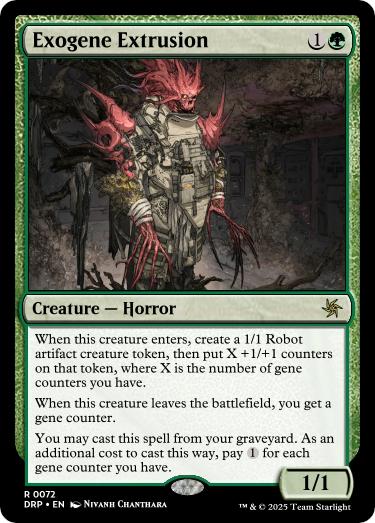 Exogene Extrusion 1
Creature — Horror
When this creature enters, create a 1/1 Robot
artifact creature token, then put X +1/+1 counters
on that token, where X is the number of gene
counters you have.
When this creature leaves the battlefield, you get a
gene counter.
You may cast this spell from your graveyard. As an
additional cost to cast this way, pay 1 for each
gene counter you have.
1/1
R 0072
DRP • EN Nivanh Chanthara
™ & © 2025 Team Starlight